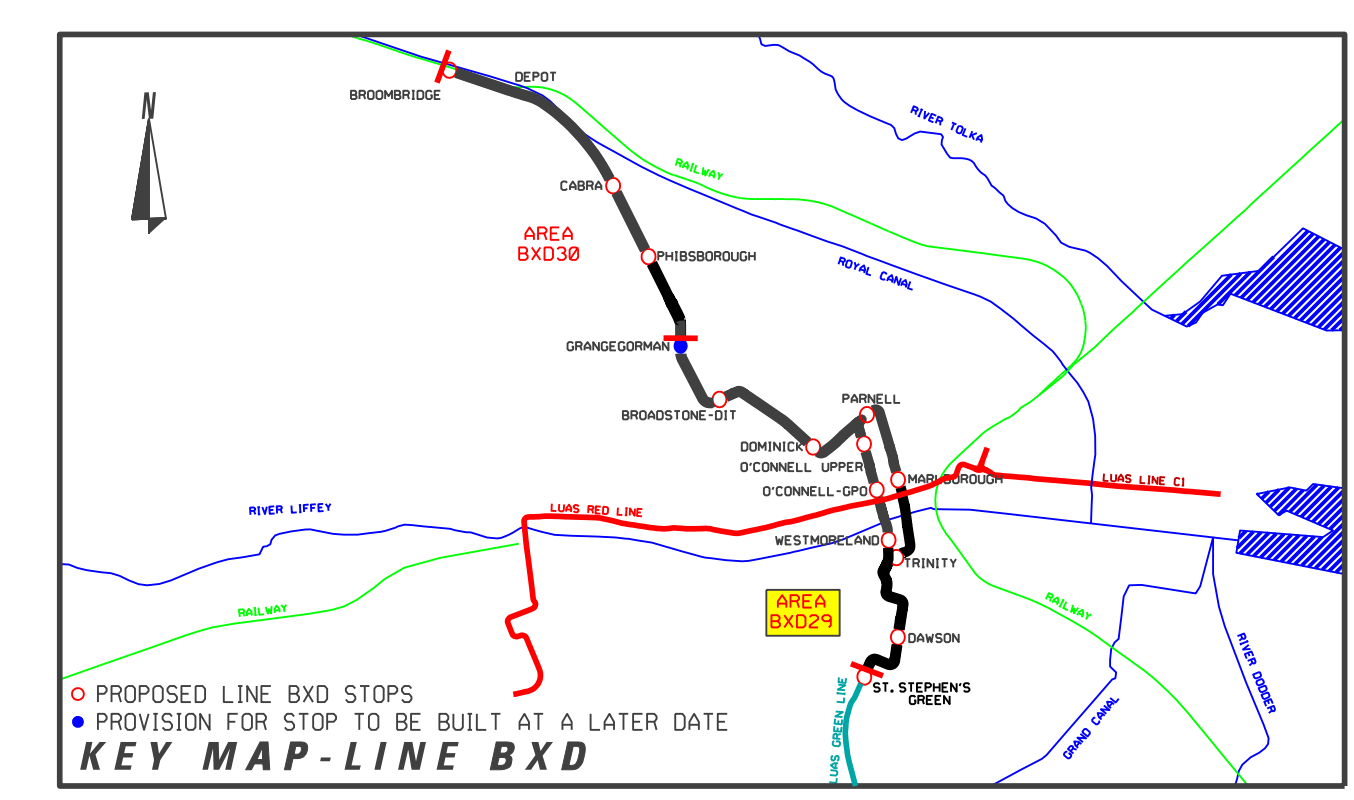 N
DEPOT
BROOMBRIDGE
RIVER TOLKA
RAILWAY
CABRA
AREA
BXD30
PHIBSBOROUGH
ROYAL CANAL
GRANGEGORMAN
PARNELL
BROADSTONE-DIT
DOMINICK
O'CONNELL UPPER
MARLBOROUGH
LUAS LINE C1
O'CONNELL-GPO
RIVER LIFFEY
LUAS RED LINE
WESTMORELAND
TRINITY
RAILWAY
AREA
BXD29
RAILWAY
DAWSON
RIVER DODDER
ST. STEPHEN'S
GREEN
LUAS GREEN LINE
GRAND CANAL
PROPOSED LINE BXD STOPS
PROVISION FOR STOP TO BE BUILT AT A LATER DATE
KEY MAP-LINE BXD